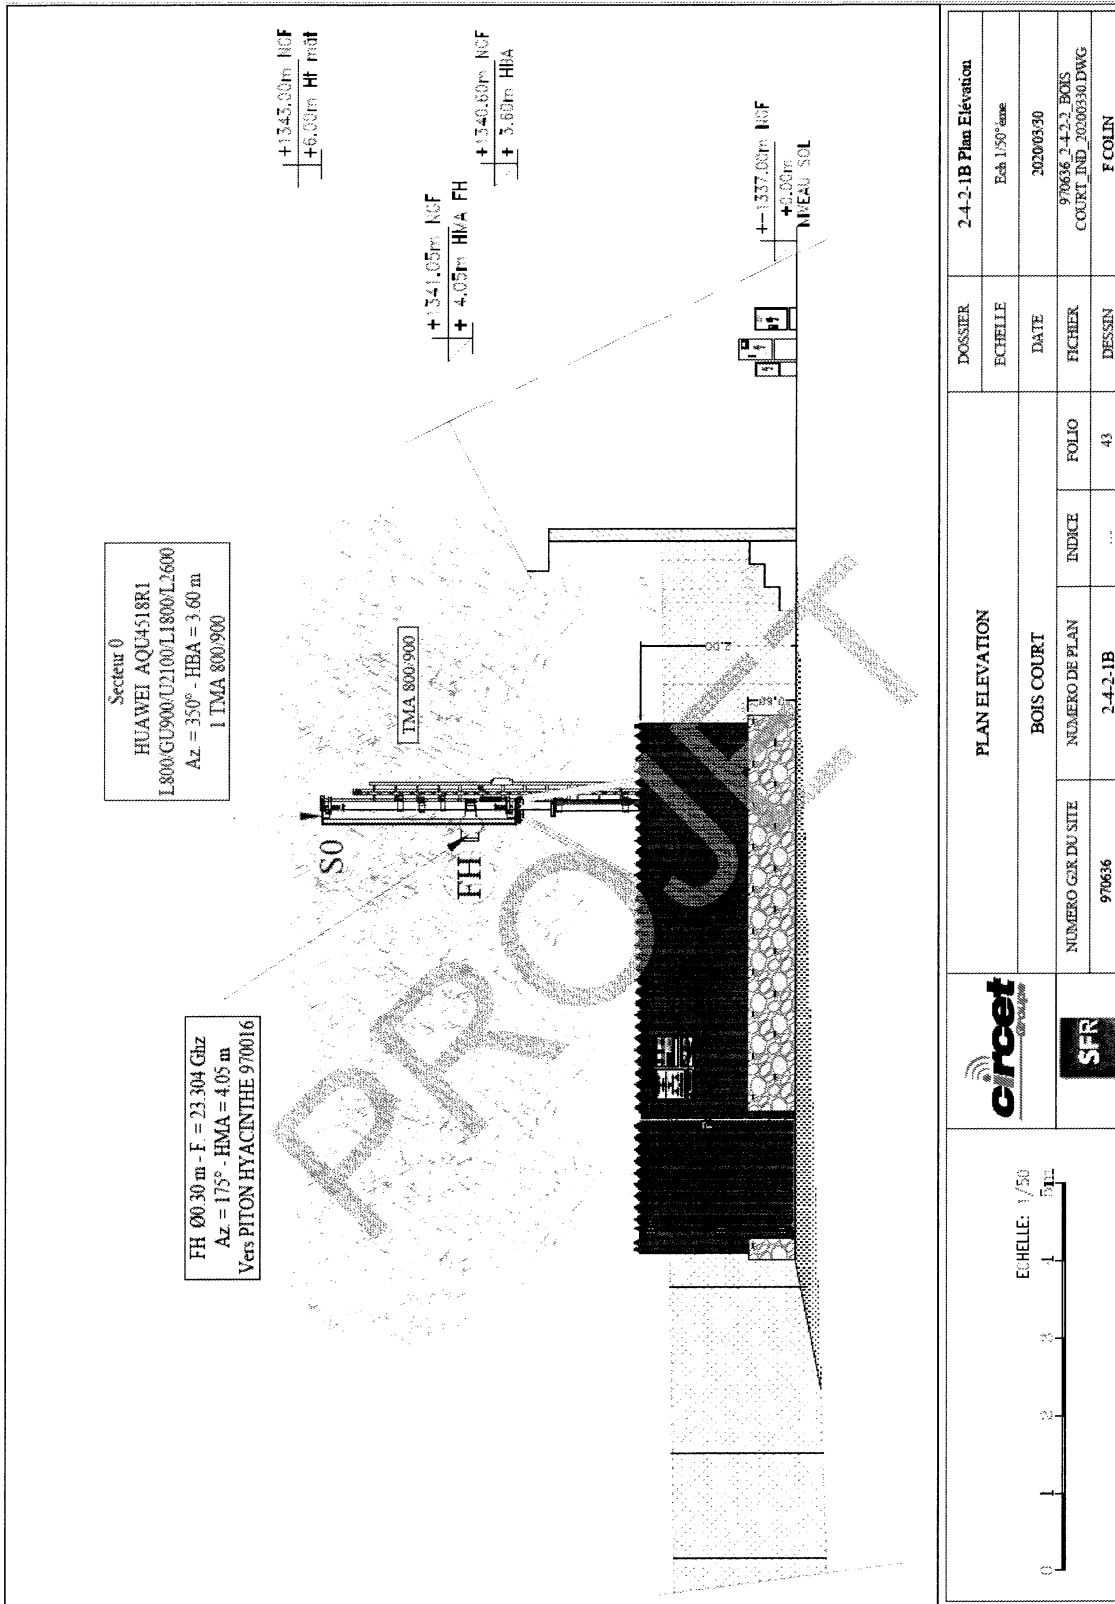 Secteur 0
HUAWEI AQU4518R1
L800/GU900/U2100/L1800/L2600
Az = 350° - HBA = 3.60 m
1 TMA 800/900
+1343.00m NGF
+6.00m Ht mât
+1341.05m NGF
+ 4.05m HMA FH
+1340.60m NGF
+ 3.60m HBA
+-1337.00m NGF
+0.00m
NIVEAU SOL
TMA 800/900
S0
FH
FH Ø0.30 m - F = 23.304 Ghz
Az = 175° - HMA = 4.05 m
Vers PITON HYACINTHE 970016
2.00
PROJET
ECHELLE: 1/50
0 1 2 3 4 5m
circet
Groupe
SFR
PLAN ELEVATION
BOIS COURT
NUMERO G2R DU SITE
NUMERO DE PLAN
INDICE
FOLIO
970636
2-4-2-1B
43
DOSSIER
2-4-2-1B Plan Elévation
ECHELLE
Ech 1/50°ème
DATE
2020/03/30
FICHIER
970636_2-4-2-2_BOIS
COURT_IND_20200330.DWG
DESSIN
F COLIN